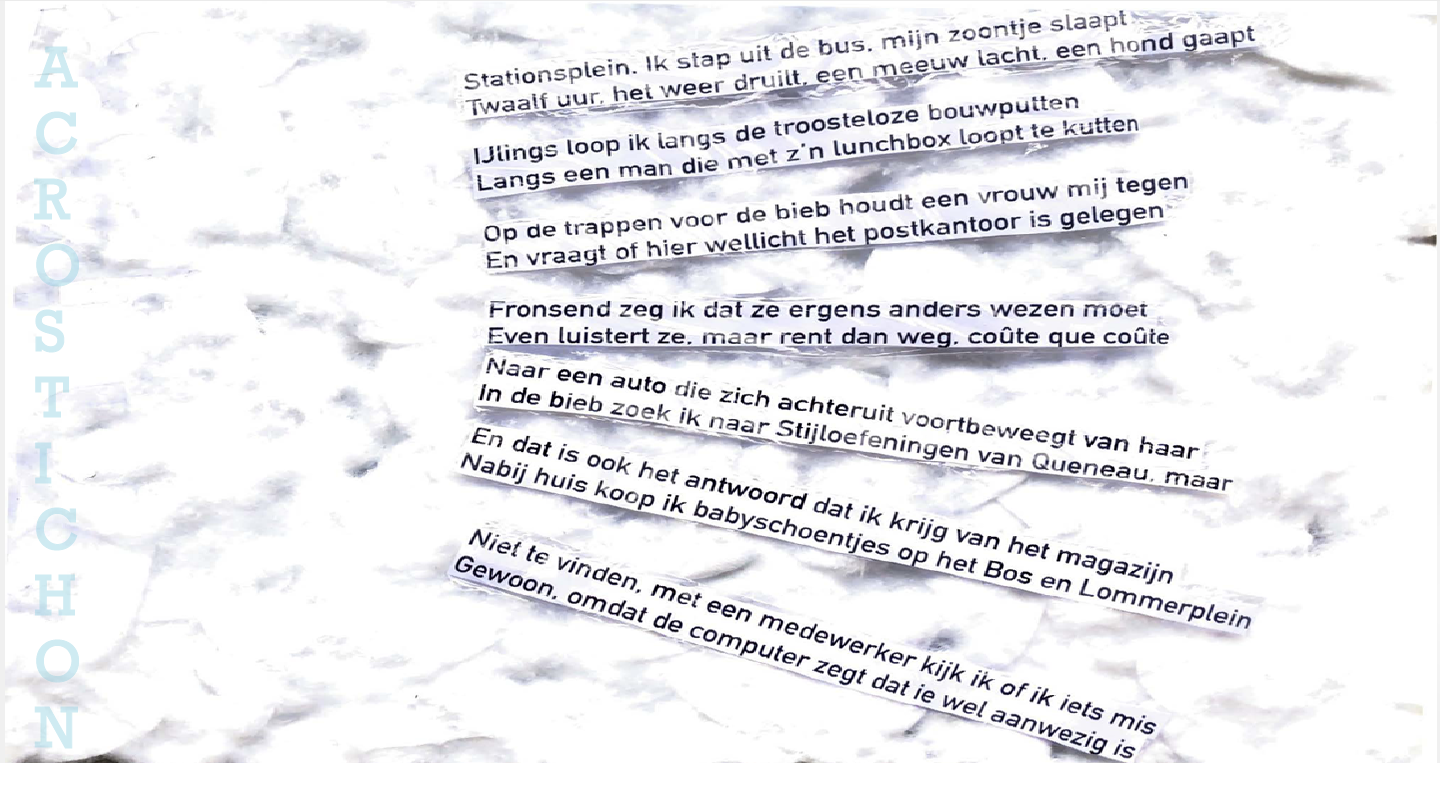 ACROSTICHON
Stationsplein. Ik stap uit de bus. mijn zoontje slaapt
Twaalf uur. het weer druilt. een meeuw lacht. een hond gaapt
IJlings loop ik langs de troosteloze bouwputten
Langs een man die met z'n lunchbox loopt te kutten
Op de trappen voor de bieb houdt een vrouw mij tegen
En vraagt of hier wellicht het postkantoor is gelegen
Fronsend zeg ik dat ze ergens anders wezen moet
Even luistert ze, maar rent dan weg, coûte que coûte
Naar een auto die zich achteruit voortbeweegt van haar
In de bieb zoek ik naar Stijloefeningen van Queneau, maar
En dat is ook het antwoord dat ik krijg van het magazijn
Nabij huis koop ik babyschoentjes op het Bos en Lommerplein
Niet te vinden, met een medewerker kijk ik of ik iets mis
Gewoon, omdat de computer zegt dat ie wel aanwezig is